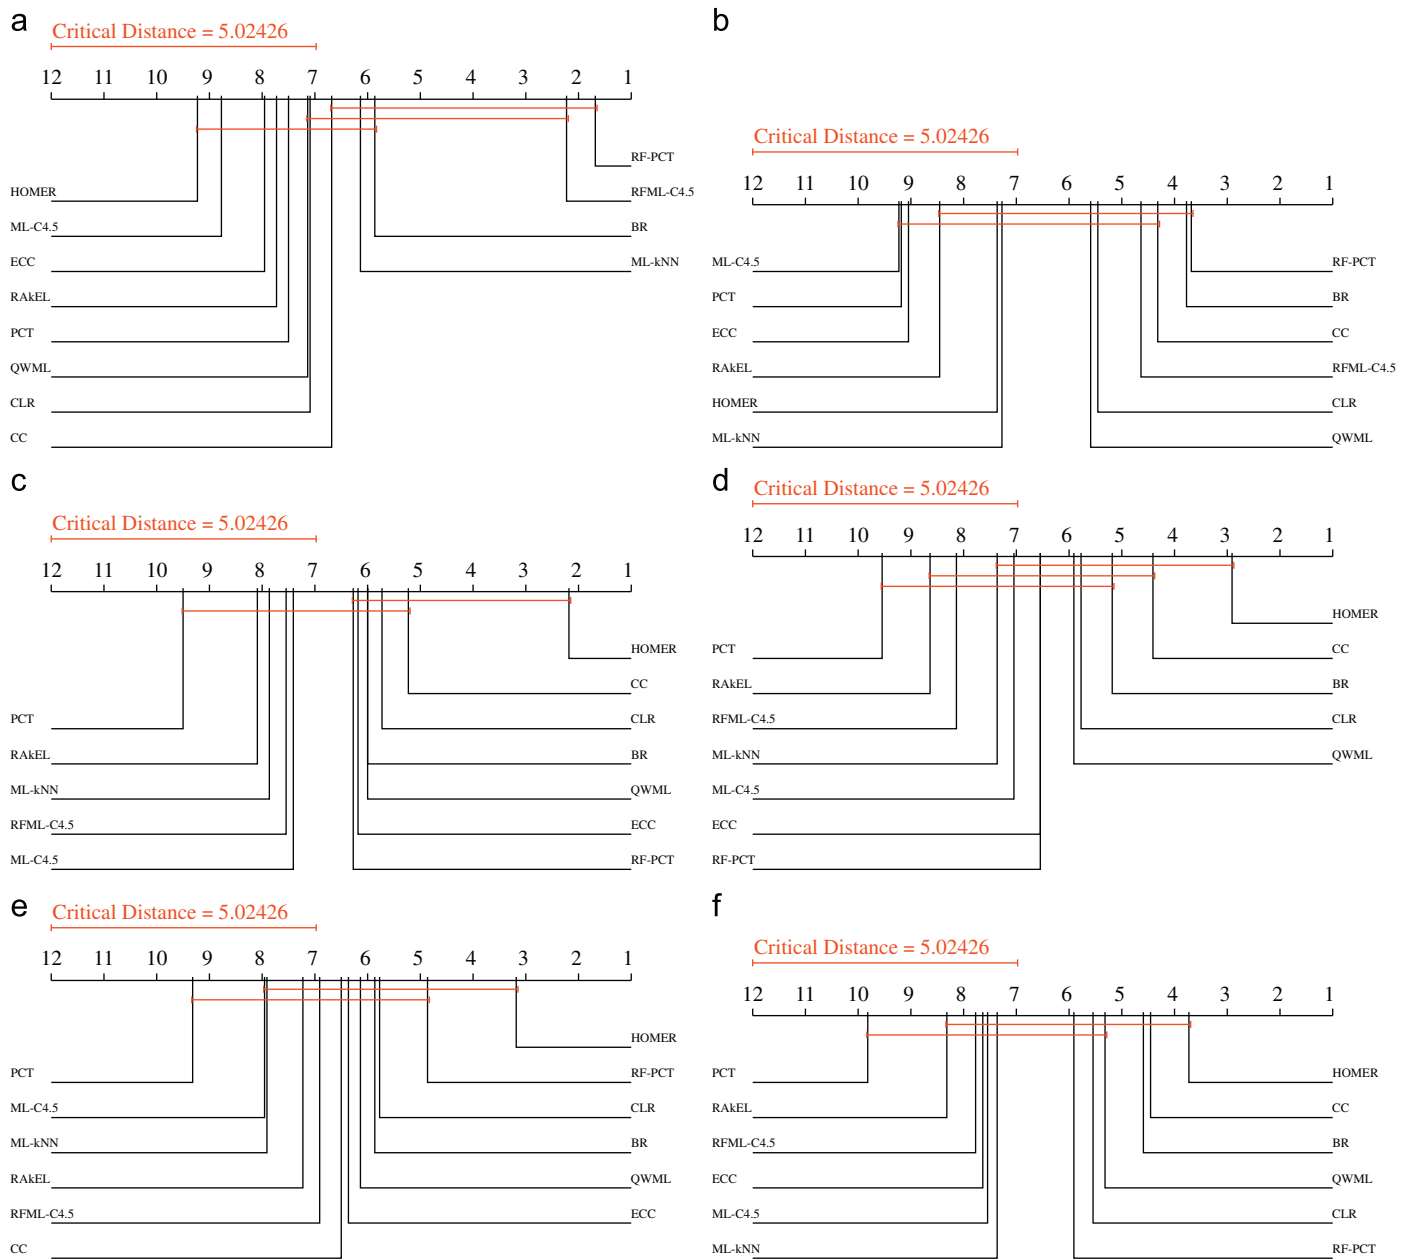 a
Critical Distance = 5.02426
12 11 10 9 8 7 6 5 4 3 2 1
RF-PCT
HOMER RFML-C4.5
ML-C4.5 BR
ECC ML-kNN
RAkEL
PCT
QWML
CLR
CC
b
Critical Distance = 5.02426
12 11 10 9 8 7 6 5 4 3 2 1
ML-C4.5 RF-PCT
PCT BR
ECC CC
RAkEL RFML-C4.5
HOMER CLR
ML-kNN QWML
c
Critical Distance = 5.02426
12 11 10 9 8 7 6 5 4 3 2 1
HOMER
CC
PCT CLR
RAkEL BR
ML-kNN QWML
RFML-C4.5 ECC
ML-C4.5 RF-PCT
d
Critical Distance = 5.02426
12 11 10 9 8 7 6 5 4 3 2 1
HOMER
PCT CC
RAkEL BR
RFML-C4.5 CLR
ML-kNN QWML
ML-C4.5
ECC
RF-PCT
e
Critical Distance = 5.02426
12 11 10 9 8 7 6 5 4 3 2 1
HOMER
PCT RF-PCT
ML-C4.5 CLR
ML-kNN BR
RAkEL QWML
RFML-C4.5 ECC
CC
f
Critical Distance = 5.02426
12 11 10 9 8 7 6 5 4 3 2 1
PCT HOMER
RAkEL CC
RFML-C4.5 BR
ECC QWML
ML-C4.5 CLR
ML-kNN RF-PCT